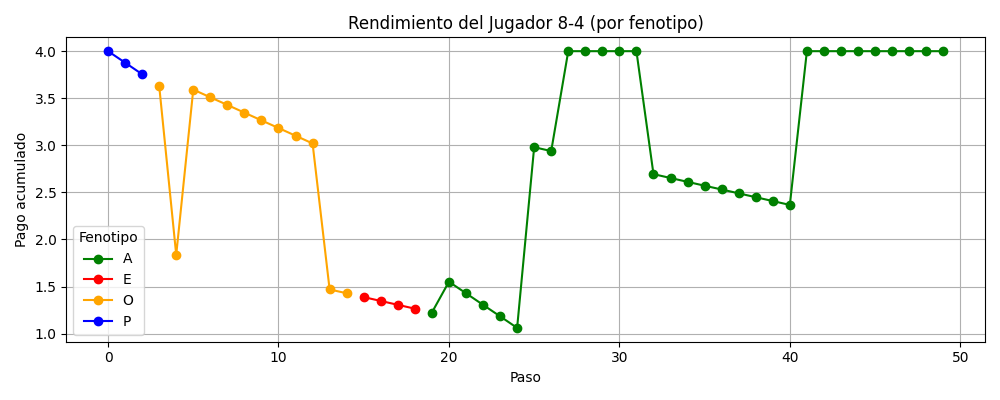 Rendimiento del Jugador 8-4 (por fenotipo)
Pago acumulado
4.0
3.5
3.0
2.5
2.0
1.5
1.0
Fenotipo
A
E
O
P
0
10
20
30
40
50
Paso